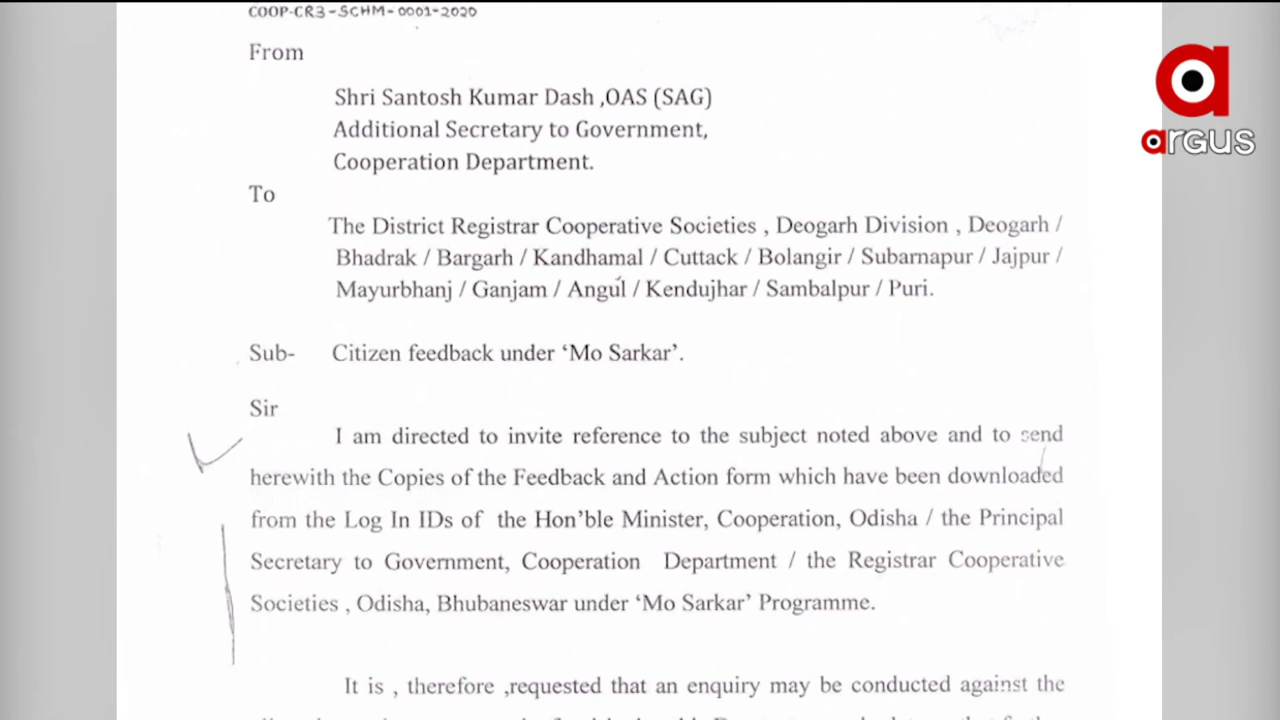 COOP-CR3-SCHM-0001-2020
From
Shri Santosh Kumar Dash ,OAS (SAG)
Additional Secretary to Government,
Cooperation Department.
To
The District Registrar Cooperative Societies , Deogarh Division , Deogarh /
Bhadrak / Bargarh / Kandhamal / Cuttack / Bolangir / Subarnapur / Jajpur /
Mayurbhanj / Ganjam / Angul / Kendujhar / Sambalpur / Puri.
Sub- Citizen feedback under ‘Mo Sarkar’.
Sir
I am directed to invite reference to the subject noted above and to send
herewith the Copies of the Feedback and Action form which have been downloaded
from the Log In IDs of the Hon’ble Minister, Cooperation, Odisha / the Principal
Secretary to Government, Cooperation Department / the Registrar Cooperative
Societies , Odisha, Bhubaneswar under ‘Mo Sarkar’ Programme.
It is , therefore ,requested that an enquiry may be conducted against the
a
argus